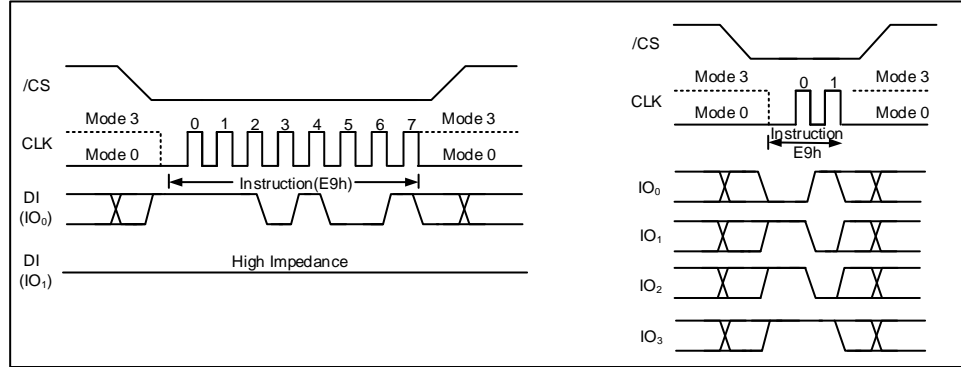 /CS
Mode 3
CLK
Mode 0
0 1 2 3 4 5 6 7
Mode 3
Mode 0
Instruction(E9h)
DI
(IO₀)
DI
(IO₁)
High Impedance
/CS
Mode 3
CLK
Mode 0
0 1
Mode 3
Mode 0
Instruction
E9h
IO₀
IO₁
IO₂
IO₃